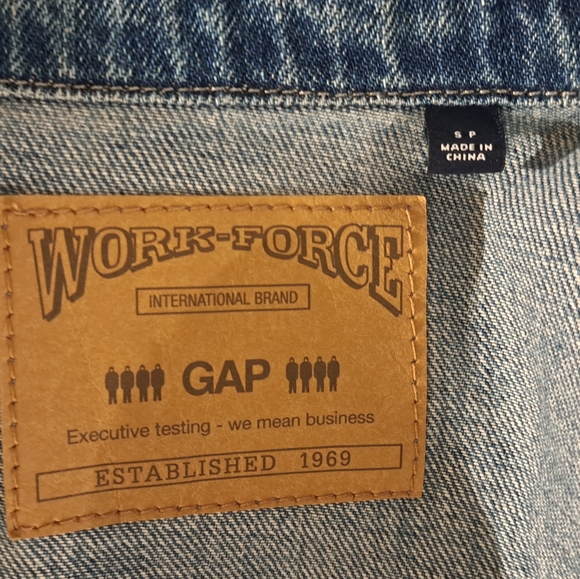 S P
MADE IN
CHINA
WORK-FORCE
INTERNATIONAL BRAND
GAP
Executive testing - we mean business
ESTABLISHED 1969